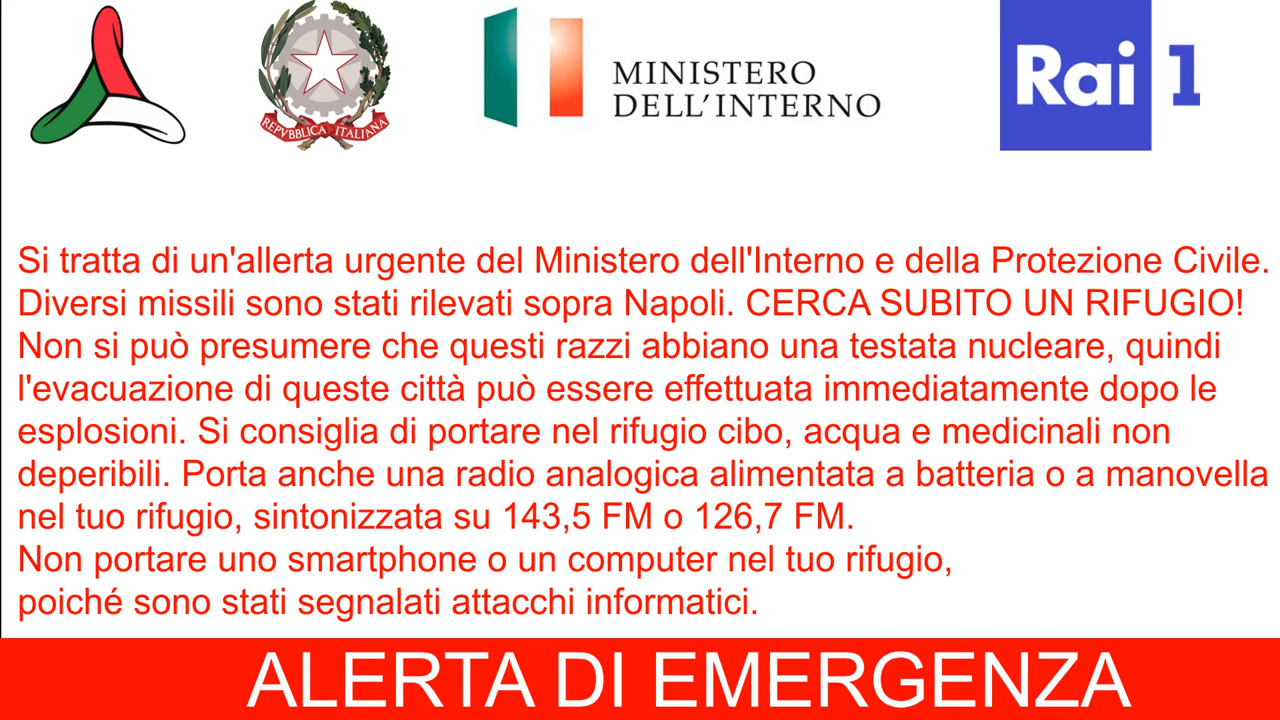 REPVBBLICA ITALIANA
MINISTERO
DELL'INTERNO
Rai 1
Si tratta di un'allerta urgente del Ministero dell'Interno e della Protezione Civile.
Diversi missili sono stati rilevati sopra Napoli. CERCA SUBITO UN RIFUGIO!
Non si può presumere che questi razzi abbiano una testata nucleare, quindi
l'evacuazione di queste città può essere effettuata immediatamente dopo le
esplosioni. Si consiglia di portare nel rifugio cibo, acqua e medicinali non
deperibili. Porta anche una radio analogica alimentata a batteria o a manovella
nel tuo rifugio, sintonizzata su 143,5 FM o 126,7 FM.
Non portare uno smartphone o un computer nel tuo rifugio,
poiché sono stati segnalati attacchi informatici.
ALERTA DI EMERGENZA